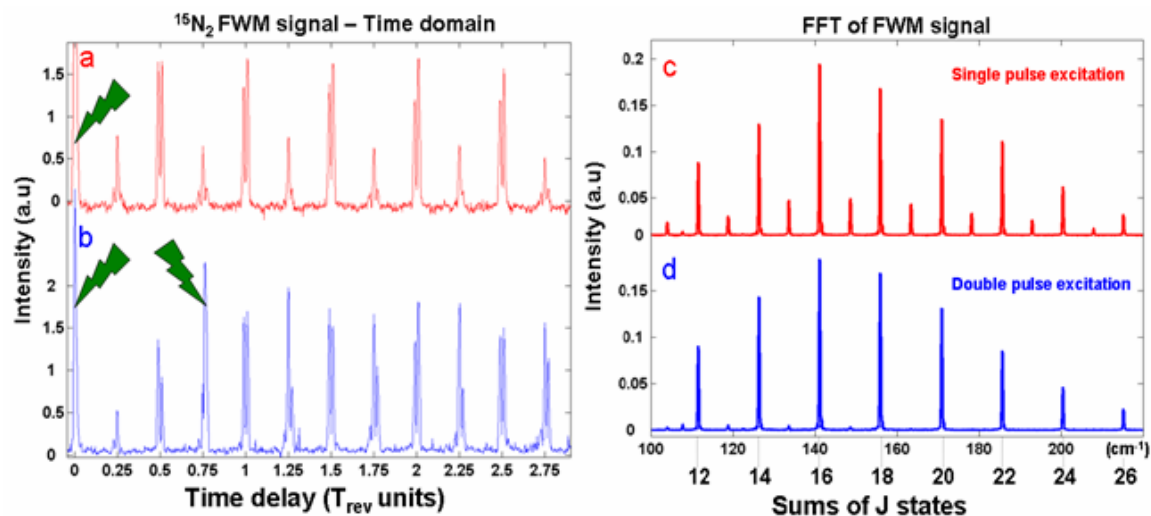 ¹⁵N₂ FWM signal – Time domain
a
Intensity (a.u)
1.5
1
0.5
0
b
Intensity (a.u)
2
1.5
1
0.5
0
0 0.25 0.5 0.75 1 1.25 1.5 1.75 2 2.25 2.5 2.75
Time delay (Trev units)
FFT of FWM signal
c
Single pulse excitation
Intensity (a.u)
0.2
0.15
0.1
0.05
0
d
Double pulse excitation
Intensity (a.u)
0.15
0.1
0.05
0
100 120 140 160 180 200 (cm-1)
12 14 16 18 20 22 24 26
Sums of J states